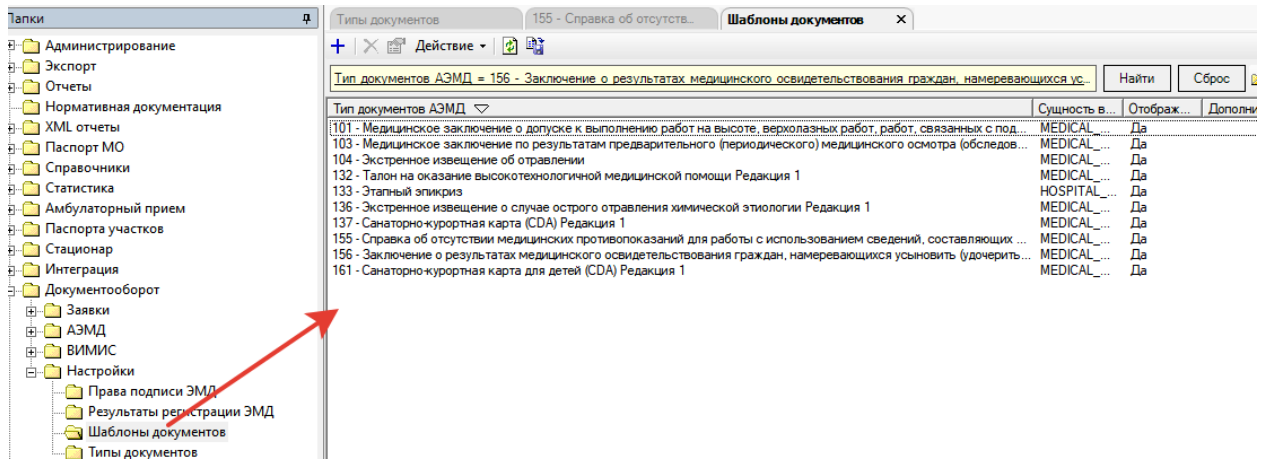 Папки
Администрирование
Экспорт
Отчеты
Нормативная документация
XML отчеты
Паспорт МО
Справочники
Статистика
Амбулаторный прием
Паспорта участков
Стационар
Интеграция
Документооборот
Заявки
АЭМД
ВИМИС
Настройки
Права подписи ЭМД
Результаты регистрации ЭМД
Шаблоны документов
Типы документов
Типы документов 155 - Справка об отсутств... Шаблоны документов X
Действие
Тип документов АЭМД = 156 - Заключение о результатах медицинского освидетельствования граждан, намеревающихся ус... Найти Сброс
Тип документов АЭМД Сущность в... Отображ... Дополни
101 - Медицинское заключение о допуске к выполнению работ на высоте, верхолазных работ, работ, связанных с под... MEDICAL_... Да
103 - Медицинское заключение по результатам предварительного (периодического) медицинского осмотра (обследов... MEDICAL_... Да
104 - Экстренное извещение об отравлении MEDICAL_... Да
132 - Талон на оказание высокотехнологичной медицинской помощи Редакция 1 MEDICAL_... Да
133 - Этапный эпикриз HOSPITAL_... Да
136 - Экстренное извещение о случае острого отравления химической этиологии Редакция 1 MEDICAL_... Да
137 - Санаторно-курортная карта (CDA) Редакция 1 MEDICAL_... Да
155 - Справка об отсутствии медицинских противопоказаний для работы с использованием сведений, составляющих ... MEDICAL_... Да
156 - Заключение о результатах медицинского освидетельствования граждан, намеревающихся усыновить (удочерить... MEDICAL_... Да
161 - Санаторно-курортная карта для детей (CDA) Редакция 1 MEDICAL_... Да